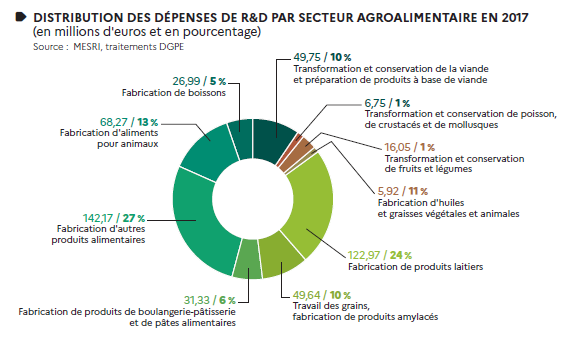 DISTRIBUTION DES DÉPENSES DE R&D PAR SECTEUR AGROALIMENTAIRE EN 2017
(en millions d'euros et en pourcentage)
Source : MESRI, traitements DGPE
49,75 / 10 %
Transformation et conservation de la viande
et préparation de produits à base de viande
6,75 / 1 %
Transformation et conservation de poisson,
de crustacés et de mollusques
16,05 / 1 %
Transformation et conservation
de fruits et légumes
5,92 / 11 %
Fabrication d'huiles
et graisses végétales et animales
122,97 / 24 %
Fabrication de produits laitiers
49,64 / 10 %
Travail des grains,
fabrication de produits amylacés
31,33 / 6 %
Fabrication de produits de boulangerie-pâtisserie
et de pâtes alimentaires
142,17 / 27 %
Fabrication d'autres
produits alimentaires
68,27 / 13 %
Fabrication d'aliments
pour animaux
26,99 / 5 %
Fabrication de boissons